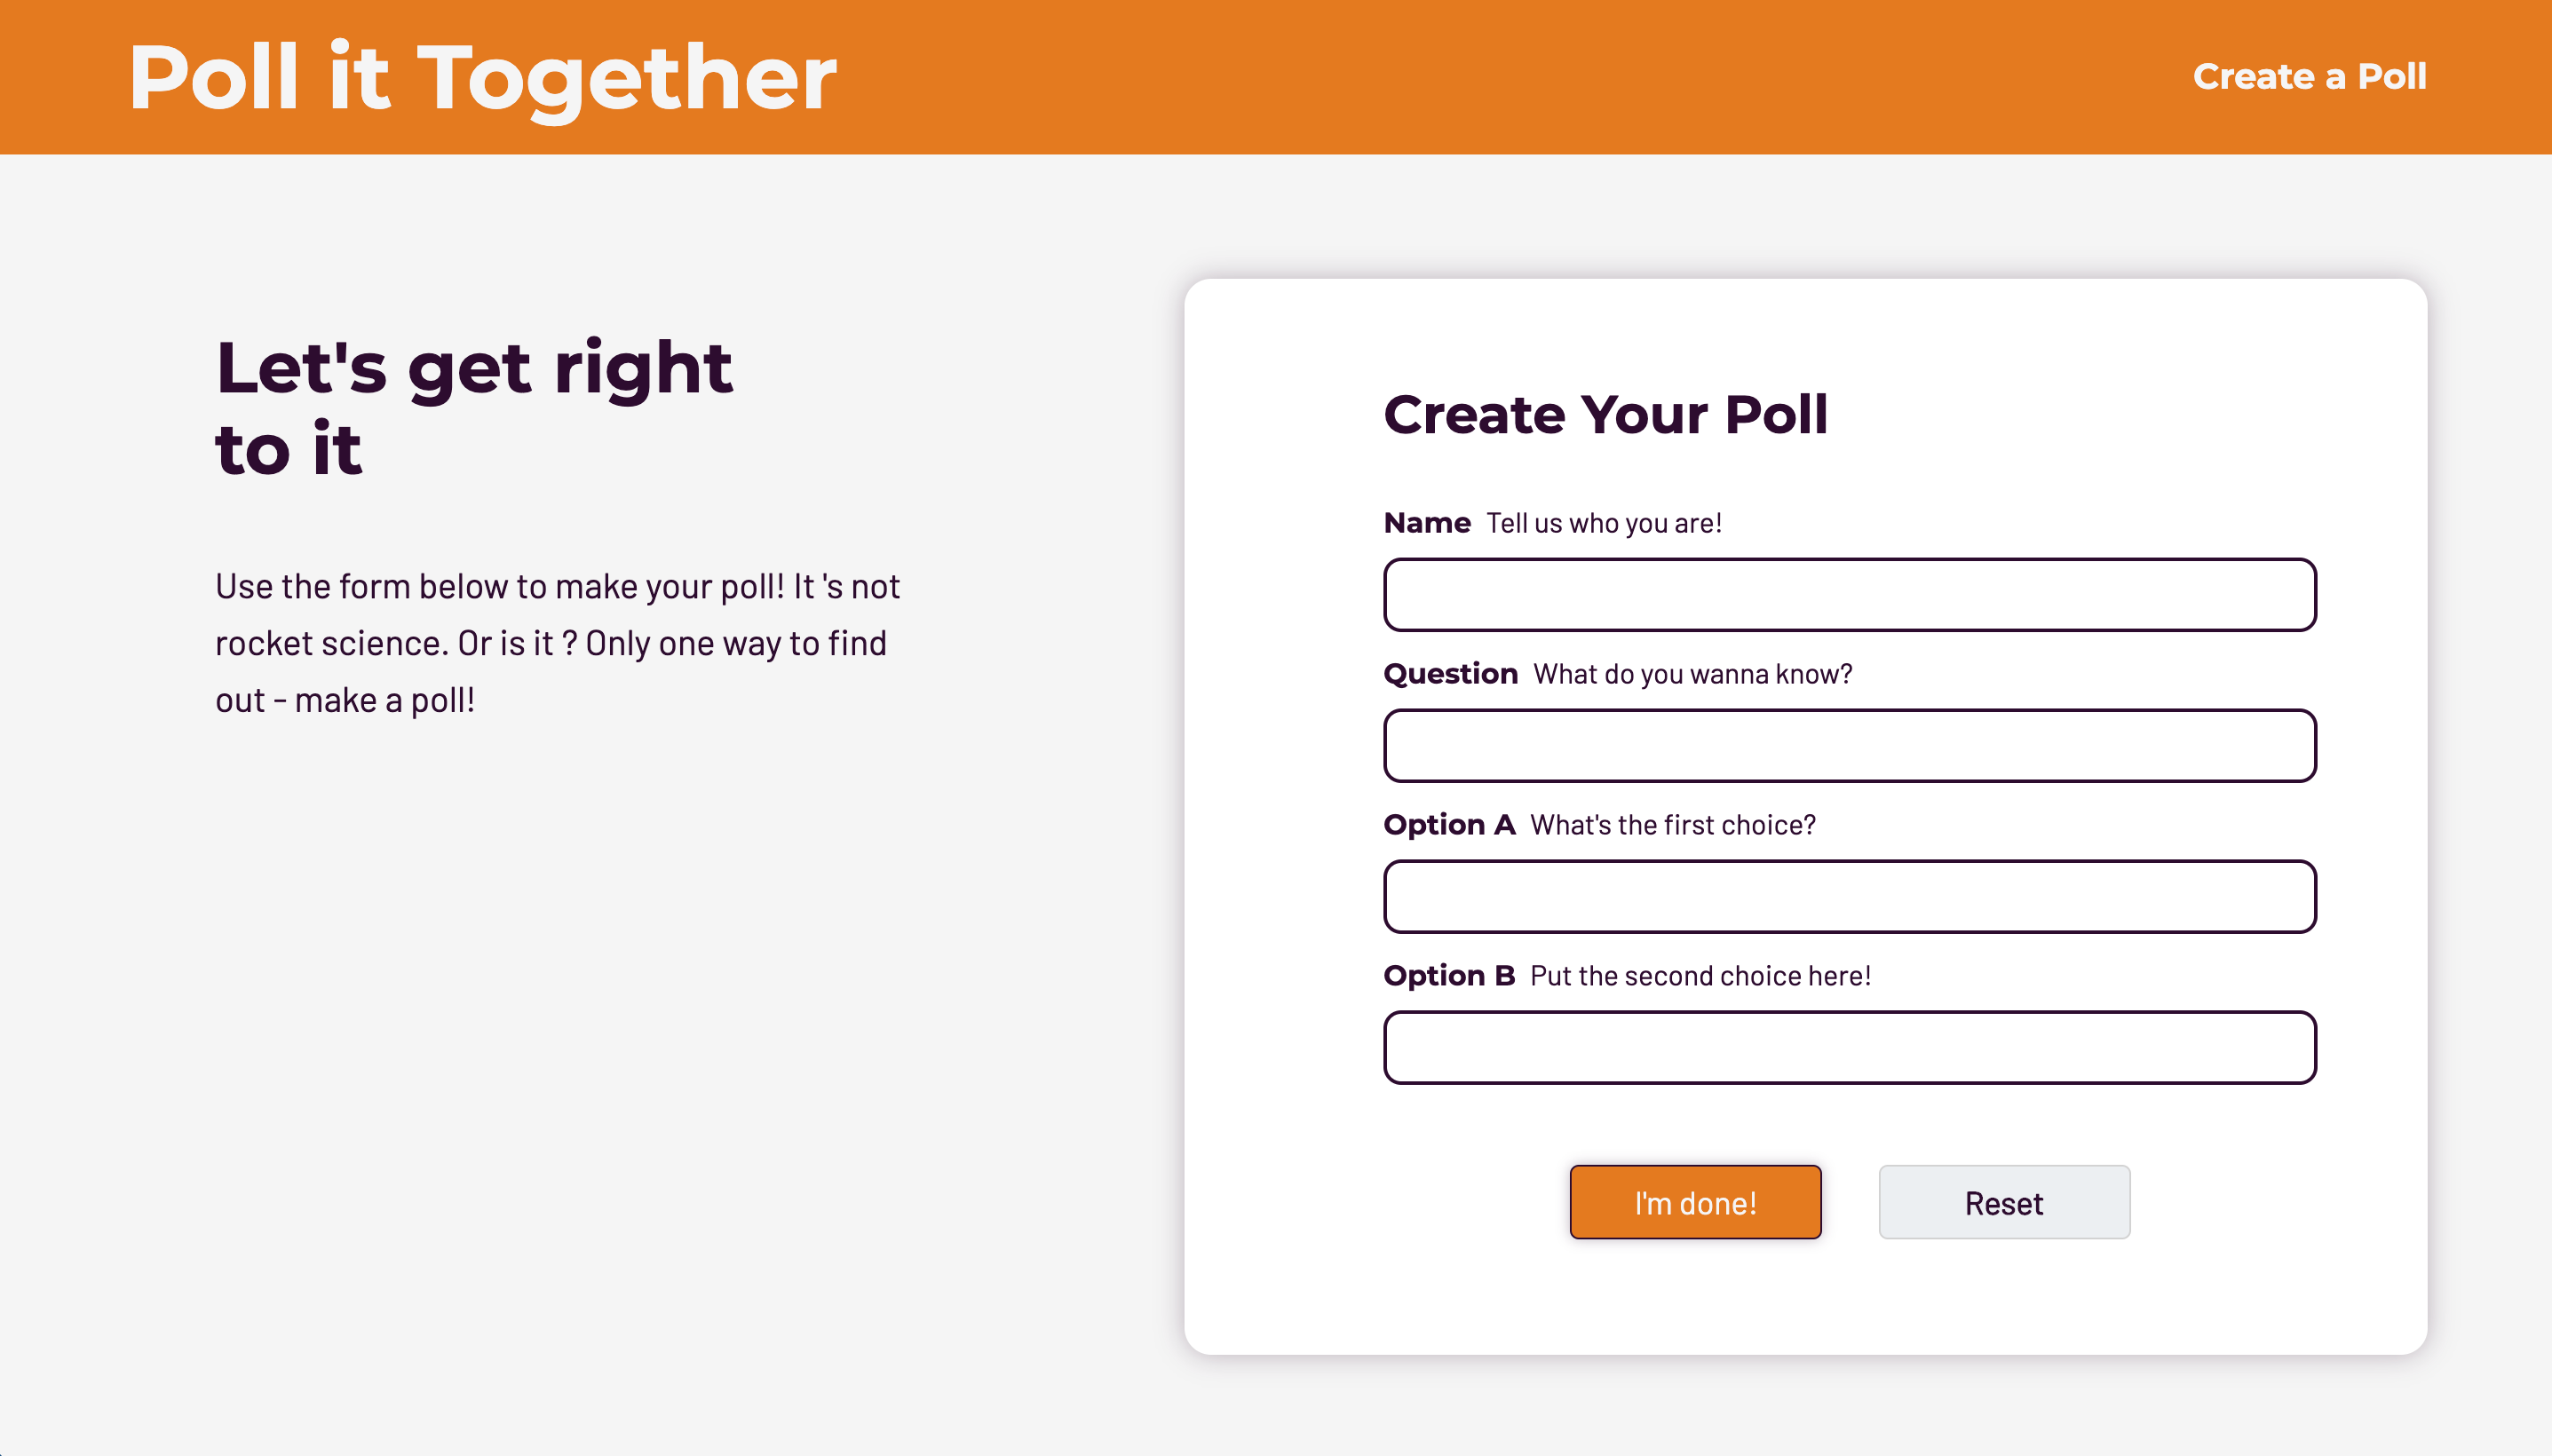 Poll it Together
Create a Poll
Let's get right
to it
Use the form below to make your poll! It 's not
rocket science. Or is it ? Only one way to find
out - make a poll!
Create Your Poll
Name Tell us who you are!
Question What do you wanna know?
Option A What's the first choice?
Option B Put the second choice here!
I'm done!
Reset